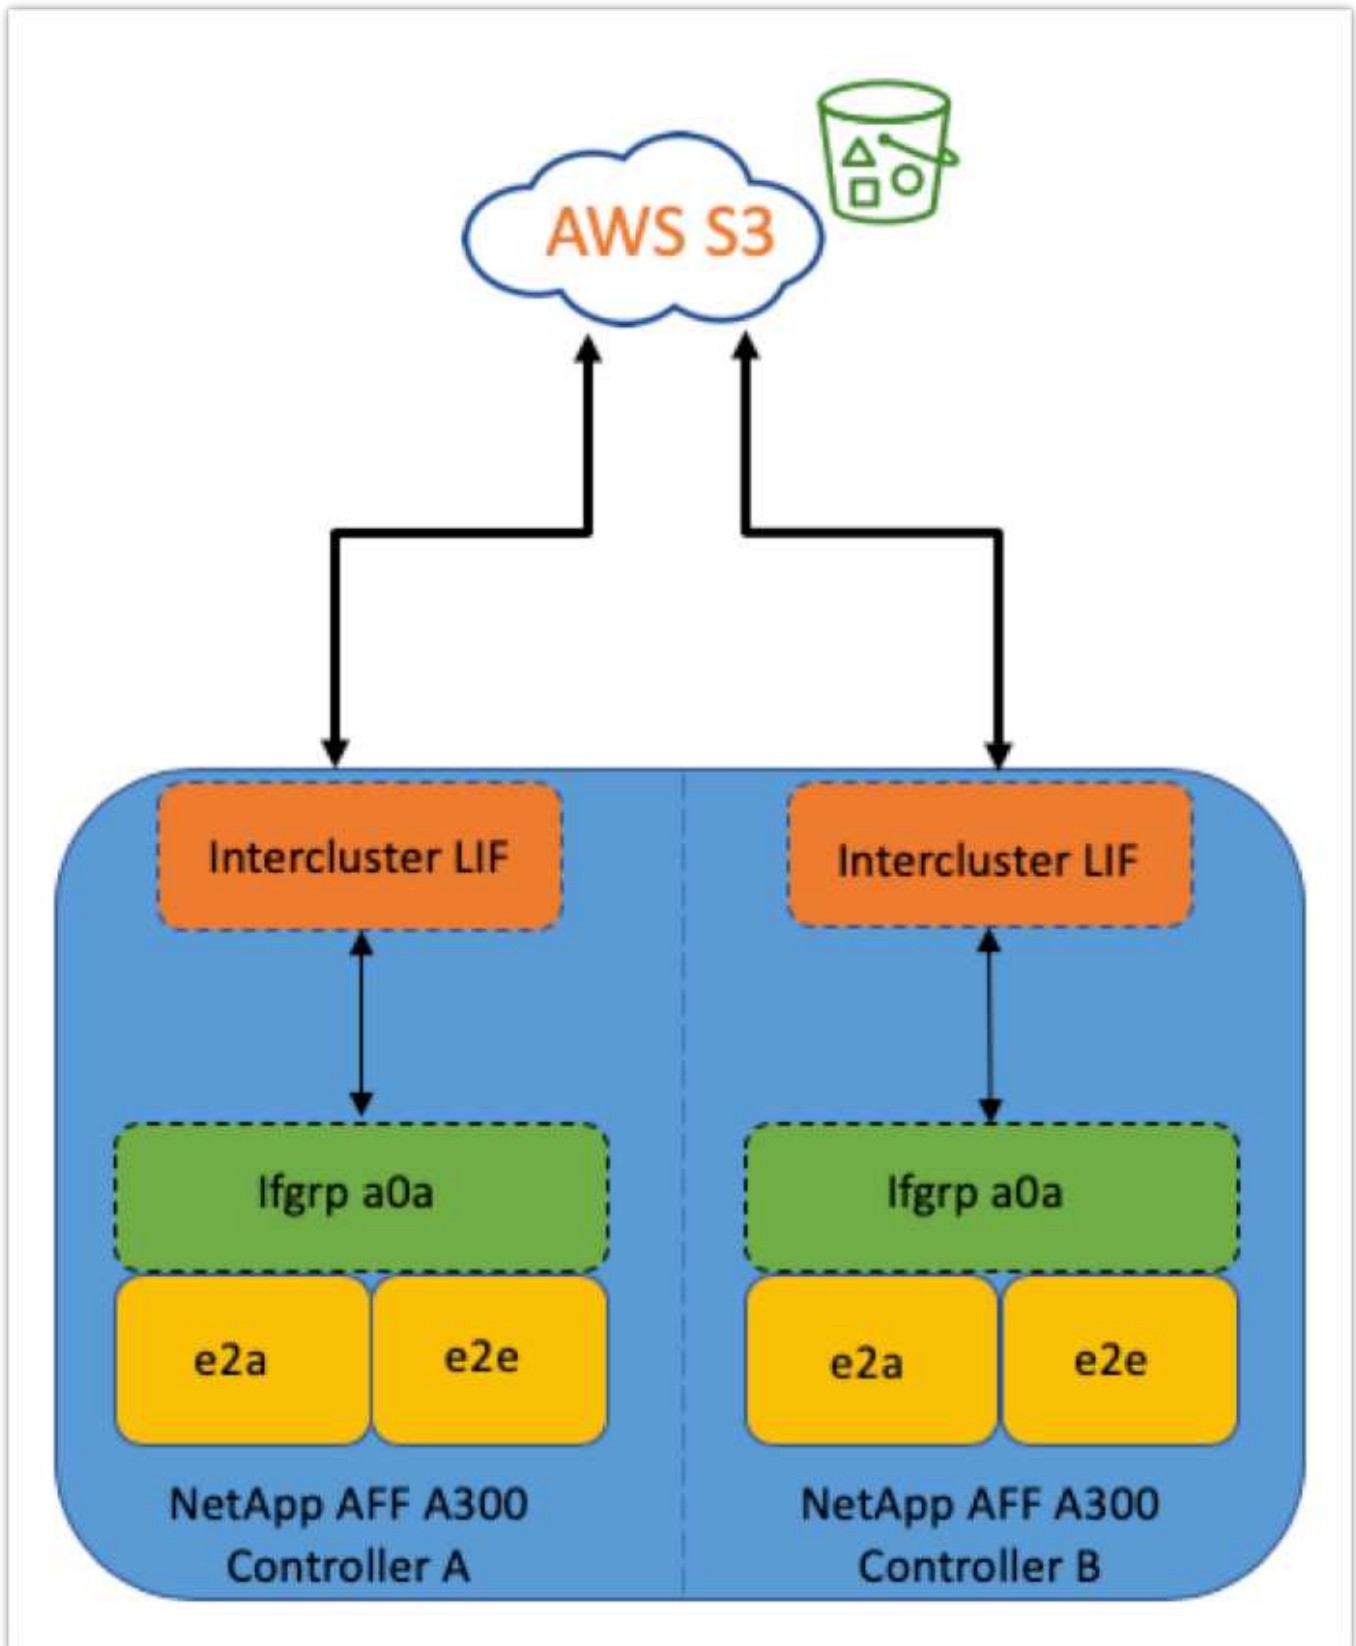 AWS S3
Intercluster LIF
Intercluster LIF
Ifgrp a0a
Ifgrp a0a
e2a
e2e
e2a
e2e
NetApp AFF A300
Controller A
NetApp AFF A300
Controller B